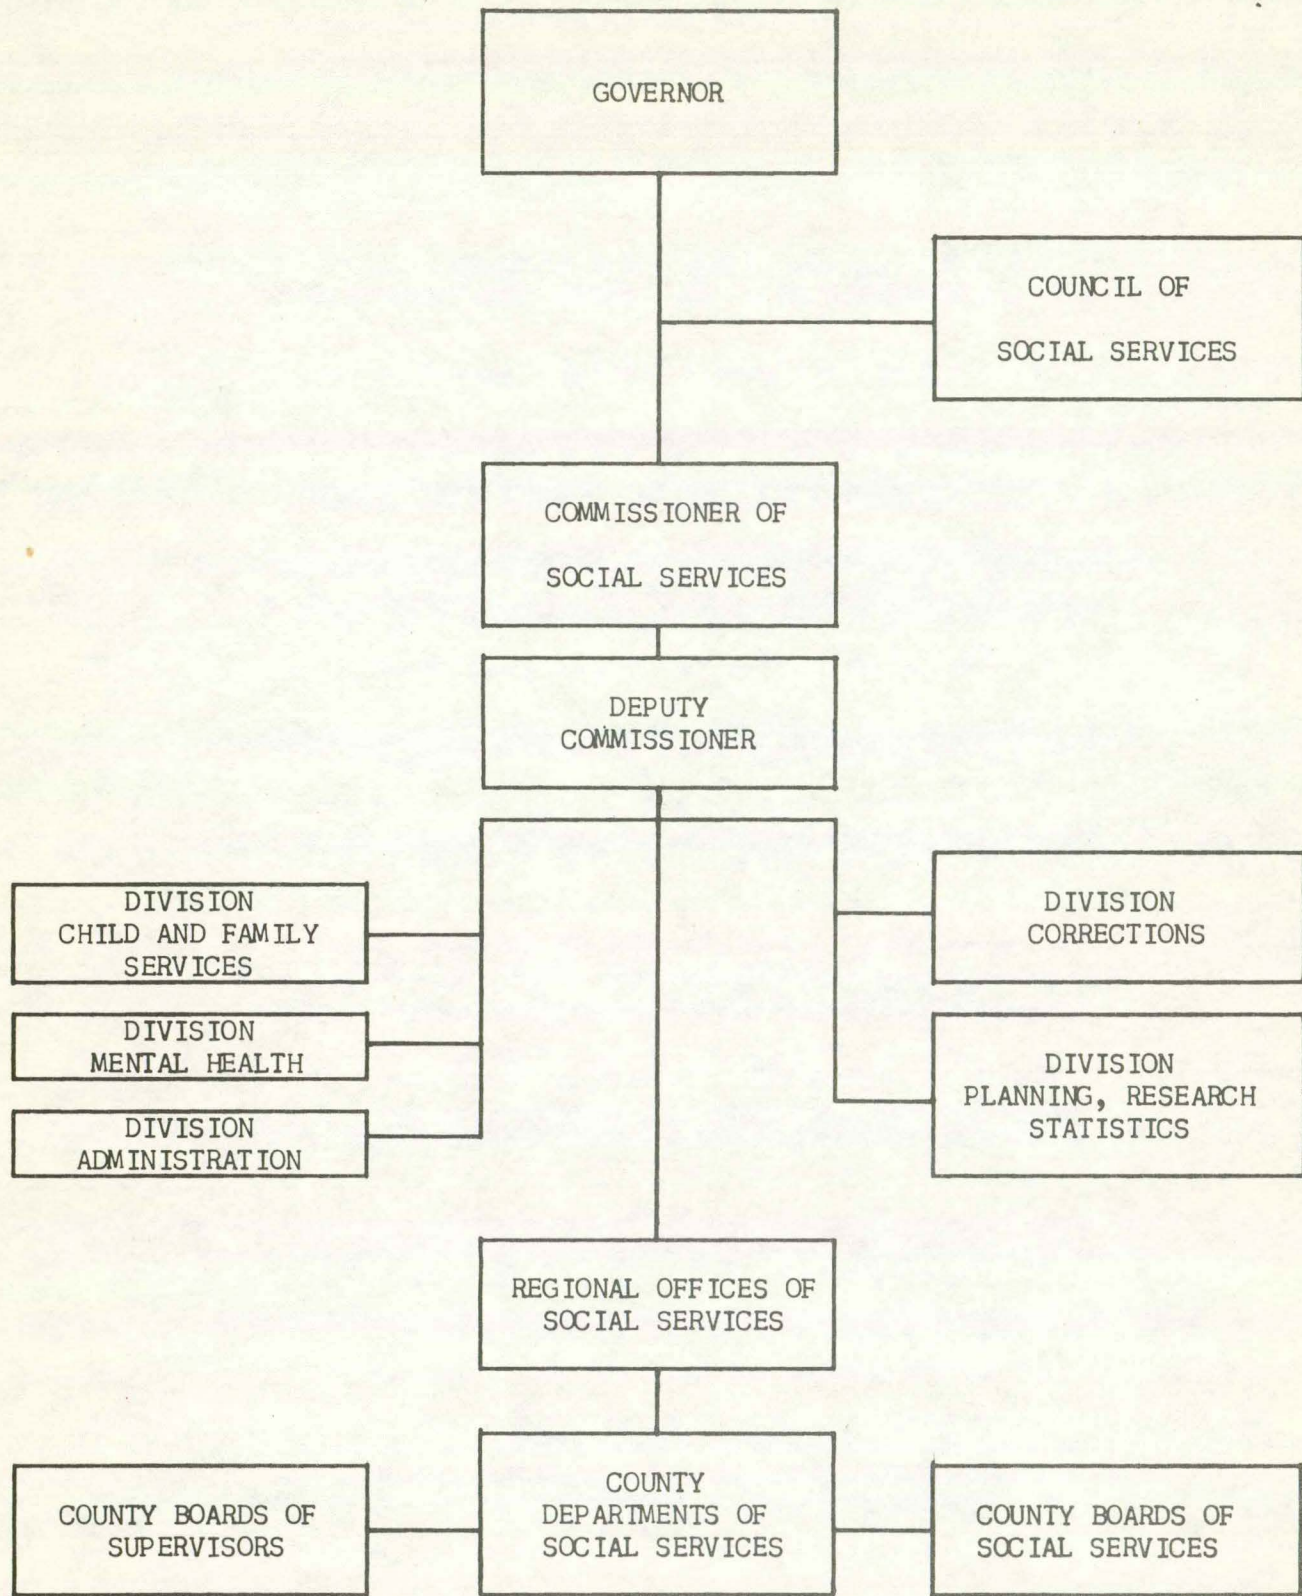 GOVERNOR
COUNCIL OF
SOCIAL SERVICES
COMMISSIONER OF
SOCIAL SERVICES
DEPUTY
COMMISSIONER
DIVISION
CHILD AND FAMILY
SERVICES
DIVISION
MENTAL HEALTH
DIVISION
ADMINISTRATION
DIVISION
CORRECTIONS
DIVISION
PLANNING, RESEARCH
STATISTICS
REGIONAL OFFICES OF
SOCIAL SERVICES
COUNTY BOARDS OF
SUPERVISORS
COUNTY
DEPARTMENTS OF
SOCIAL SERVICES
COUNTY BOARDS OF
SOCIAL SERVICES